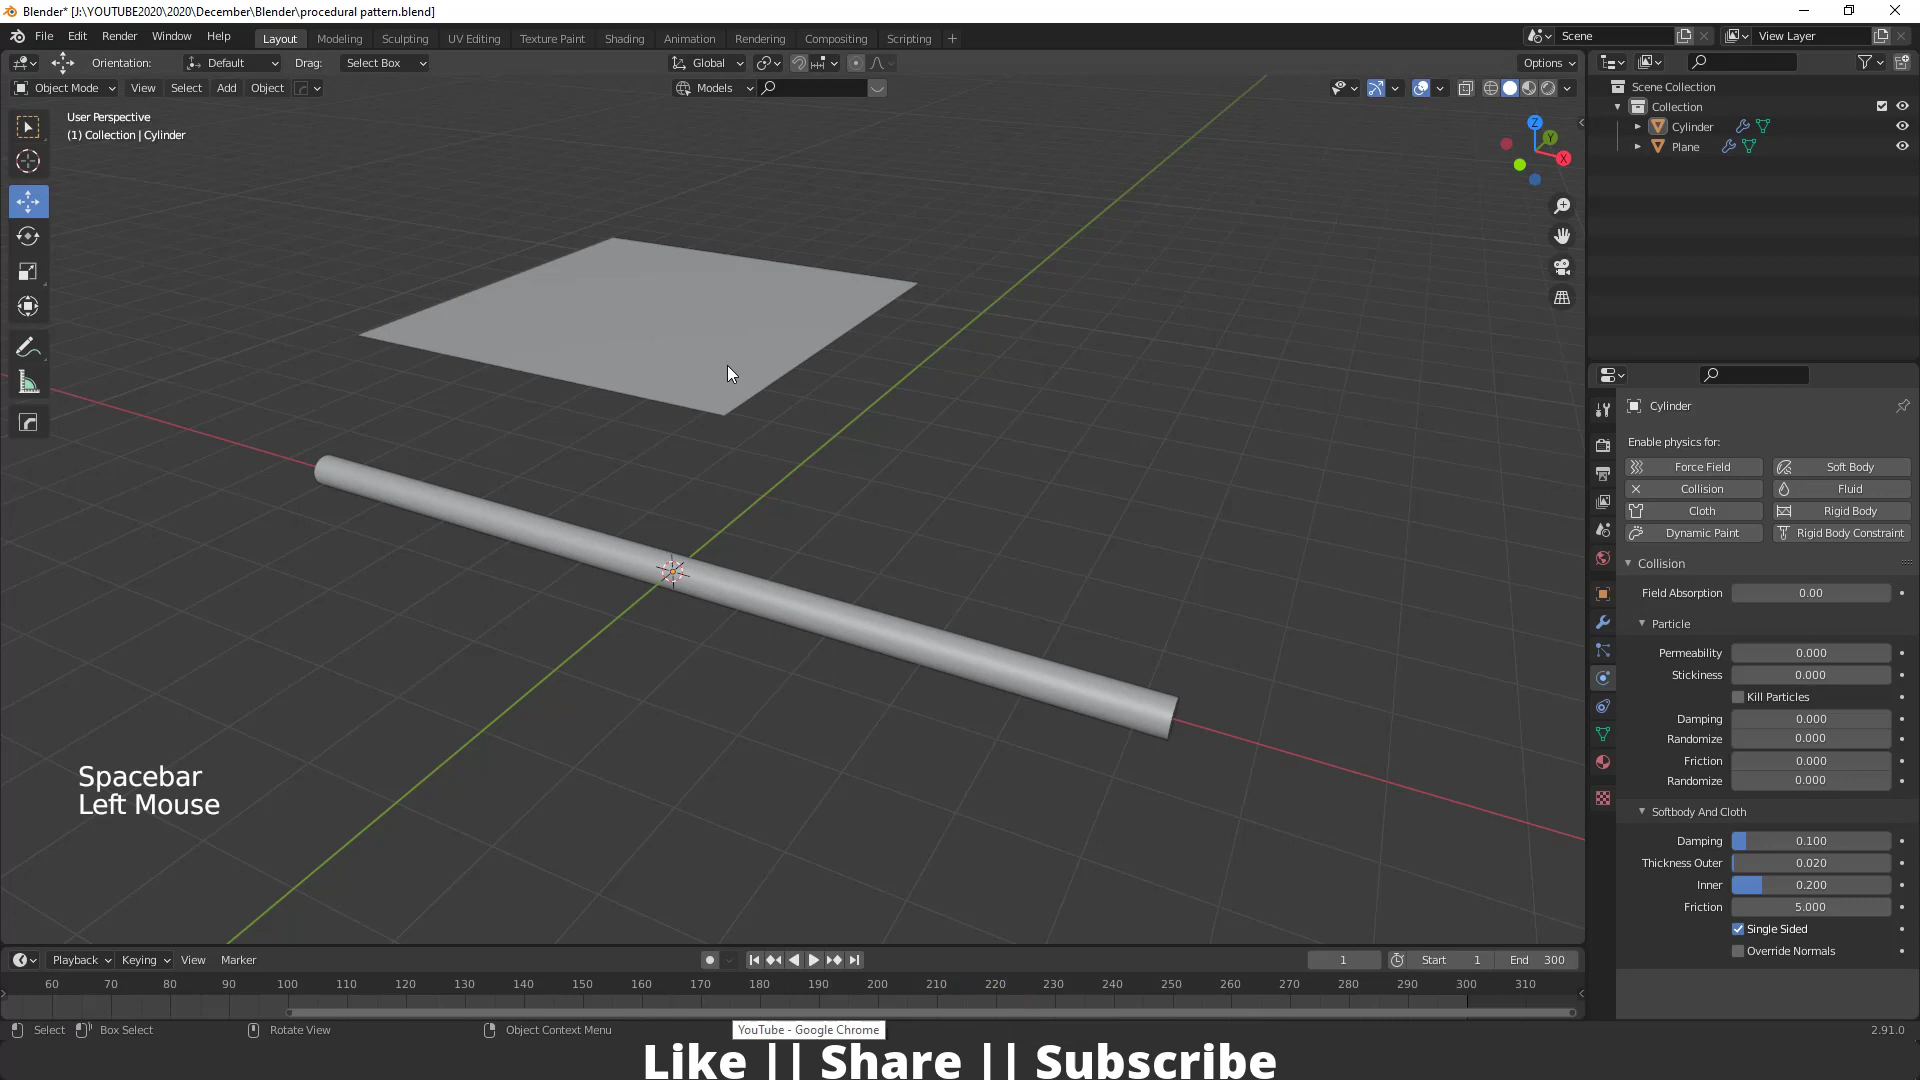 Blender* [J:\YOUTUBE2020\2020\December\Blender\procedural pattern.blend]
File Edit Render Window Help Layout Modeling Sculpting UV Editing Texture Paint Shading Animation Rendering Compositing Scripting + Scene View Layer
Orientation: Default Drag: Select Box Global Options
Object Mode View Select Add Object Models
Scene Collection
Collection
Cylinder
Plane
User Perspective
(1) Collection | Cylinder
Z
Y
X
Cylinder
Enable physics for:
Force Field Soft Body
Collision Fluid
Cloth Rigid Body
Dynamic Paint Rigid Body Constraint
Collision
Field Absorption 0.00
Particle
Permeability 0.000
Stickiness 0.000
Kill Particles
Damping 0.000
Randomize 0.000
Friction 0.000
Randomize 0.000
Softbody And Cloth
Damping 0.100
Thickness Outer 0.020
Inner 0.200
Friction 5.000
Single Sided
Override Normals
Spacebar
Left Mouse
Playback Keying View Marker 1 Start 1 End 300
60 70 80 90 100 110 120 130 140 150 160 170 180 190 200 210 220 230 240 250 260 270 280 290 300 310
Select Box Select Rotate View Object Context Menu YouTube - Google Chrome 2.91.0
Like || Share || Subscribe